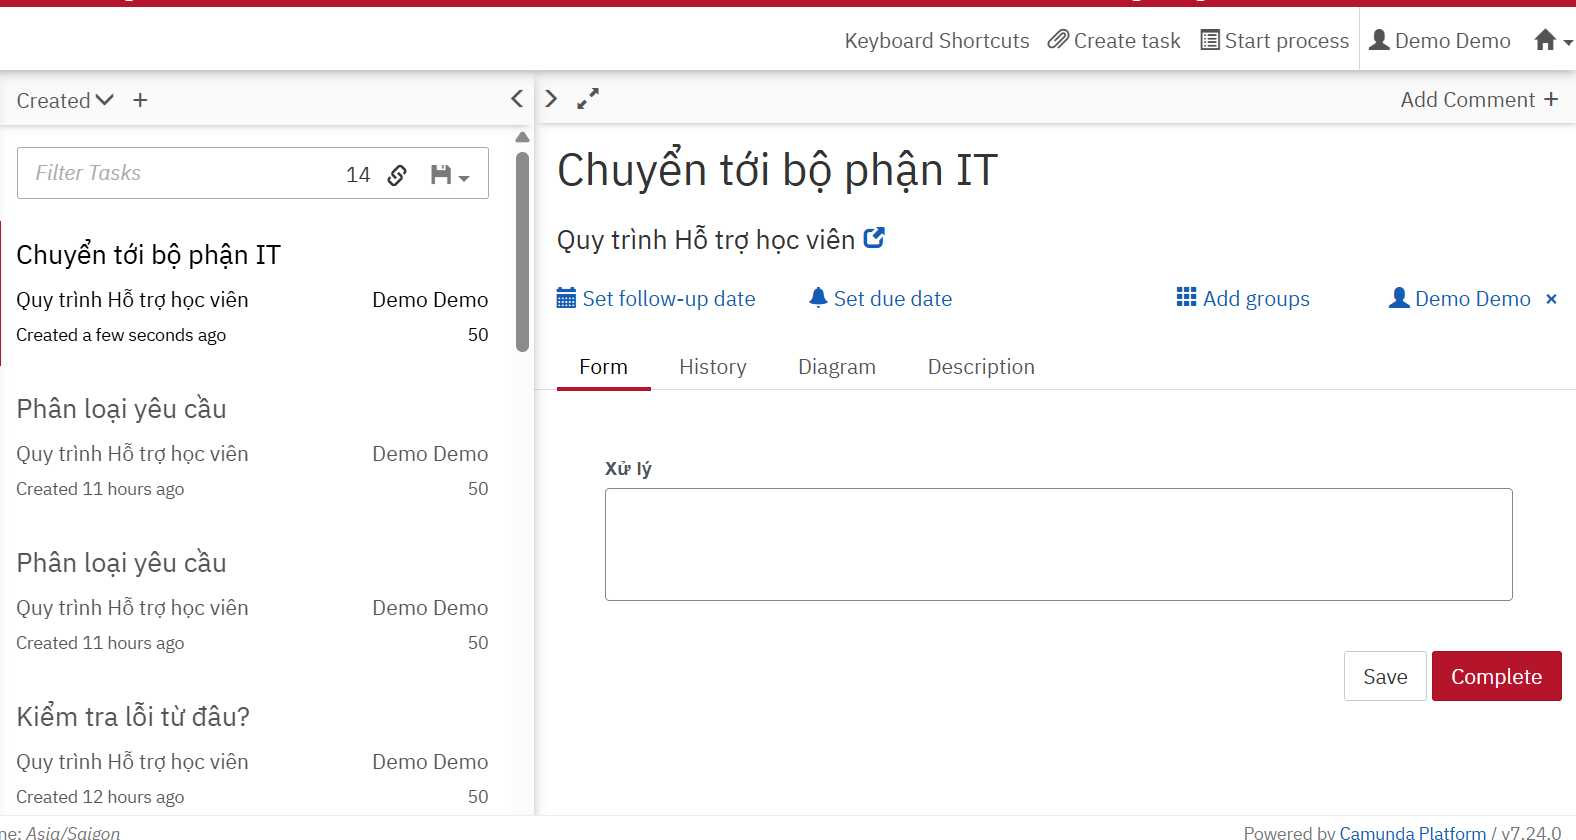 Keyboard Shortcuts Create task Start process Demo Demo
Created +
Add Comment +
Filter Tasks 14
Chuyển tới bộ phận IT
Quy trình Hỗ trợ học viên Demo Demo
Created a few seconds ago 50
Phân loại yêu cầu
Quy trình Hỗ trợ học viên Demo Demo
Created 11 hours ago 50
Phân loại yêu cầu
Quy trình Hỗ trợ học viên Demo Demo
Created 11 hours ago 50
Kiểm tra lỗi từ đâu?
Quy trình Hỗ trợ học viên Demo Demo
Created 12 hours ago 50
Chuyển tới bộ phận IT
Quy trình Hỗ trợ học viên
Set follow-up date Set due date Add groups Demo Demo ×
Form History Diagram Description
Xử lý
Save Complete
ne: Asia/Saigon
Powered by Camunda Platform / v7.24.0